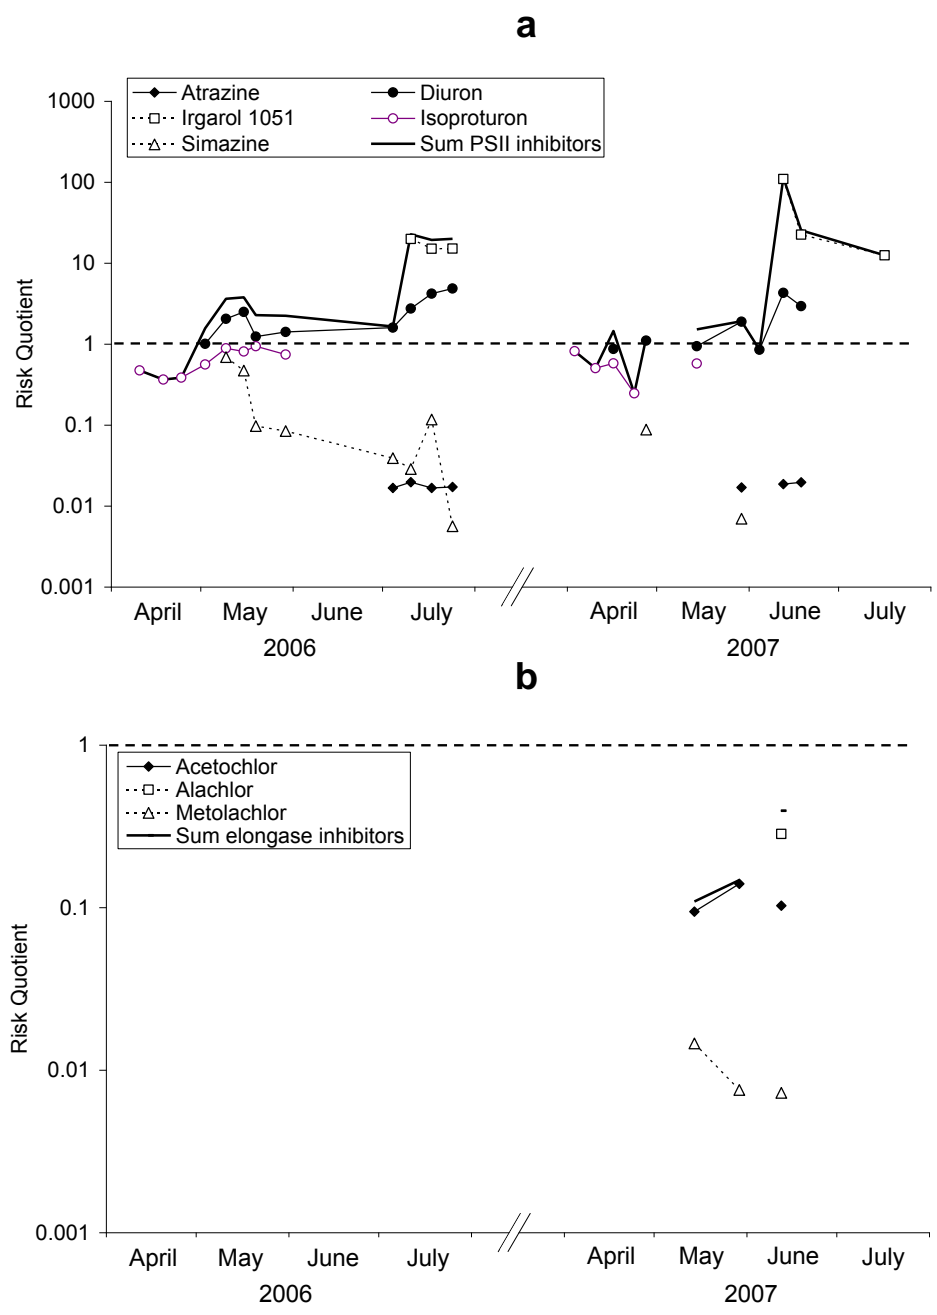 a
Atrazine
Diuron
Irgarol 1051
Isoproturon
Simazine
Sum PSII inhibitors
1000
100
10
1
0.1
0.01
0.001
Risk Quotient
April May June July April May June July
2006 2007
b
Acetochlor
Alachlor
Metolachlor
Sum elongase inhibitors
1
0.1
0.01
0.001
Risk Quotient
April May June July April May June July
2006 2007